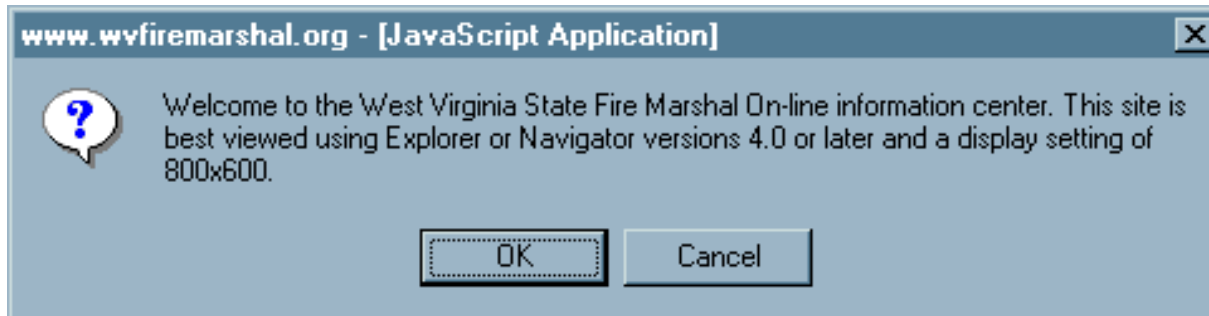 www.wvfiremarshal.org - [JavaScript Application]
Welcome to the West Virginia State Fire Marshal On-line information center. This site is
best viewed using Explorer or Navigator versions 4.0 or later and a display setting of
800x600.
OK
Cancel